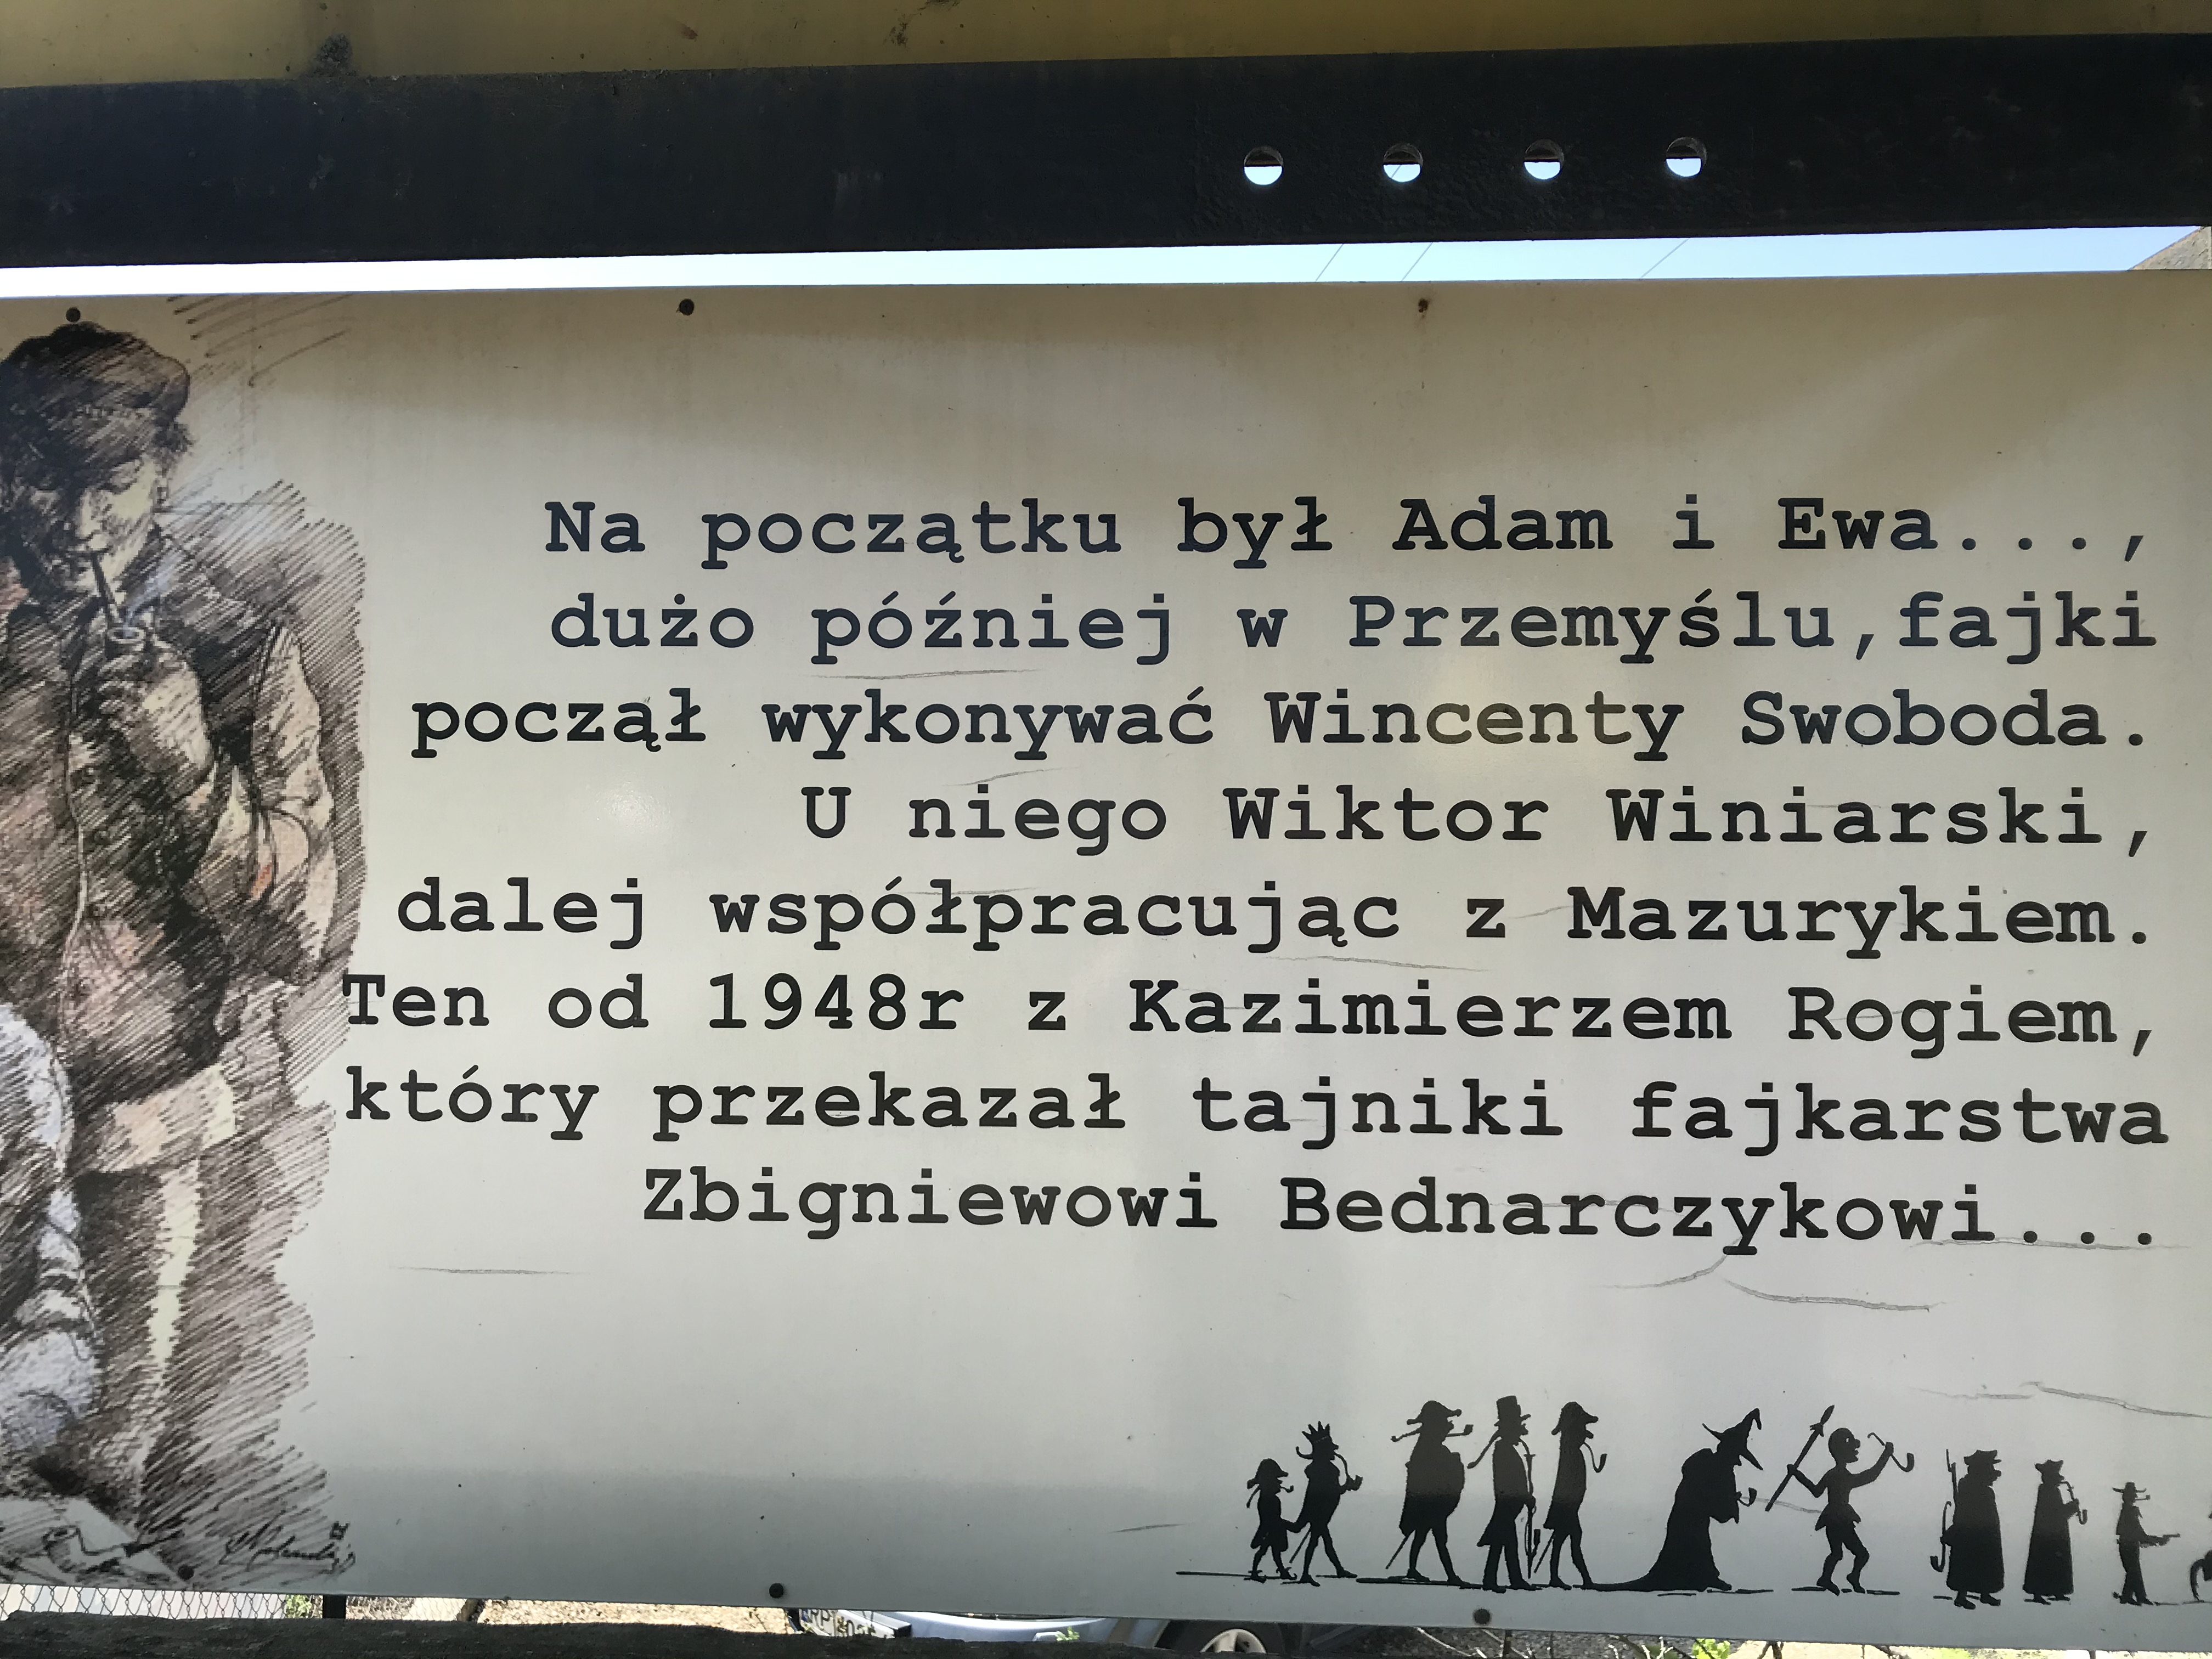 Na początku był Adam i Ewa...,
dużo później w Przemyślu,fajki
począł wykonywać Wincenty Swoboda.
U niego Wiktor Winiarski,
dalej współpracując z Mazurykiem.
Ten od 1948r z Kazimierzem Rogiem,
który przekazał tajniki fajkarstwa
Zbigniewowi Bednarczykowi...